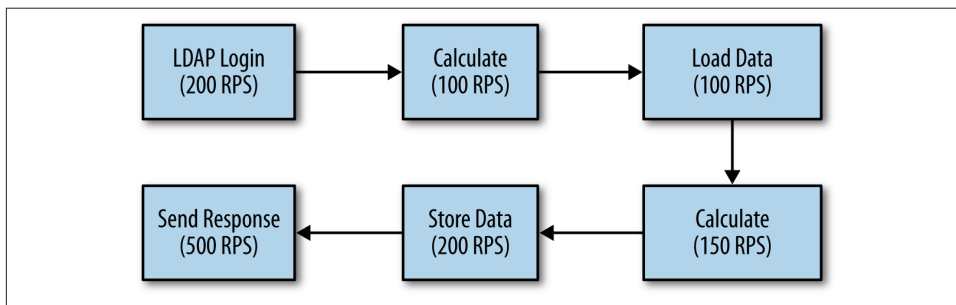 LDAP Login
(200 RPS)
Calculate
(100 RPS)
Load Data
(100 RPS)
Calculate
(150 RPS)
Store Data
(200 RPS)
Send Response
(500 RPS)